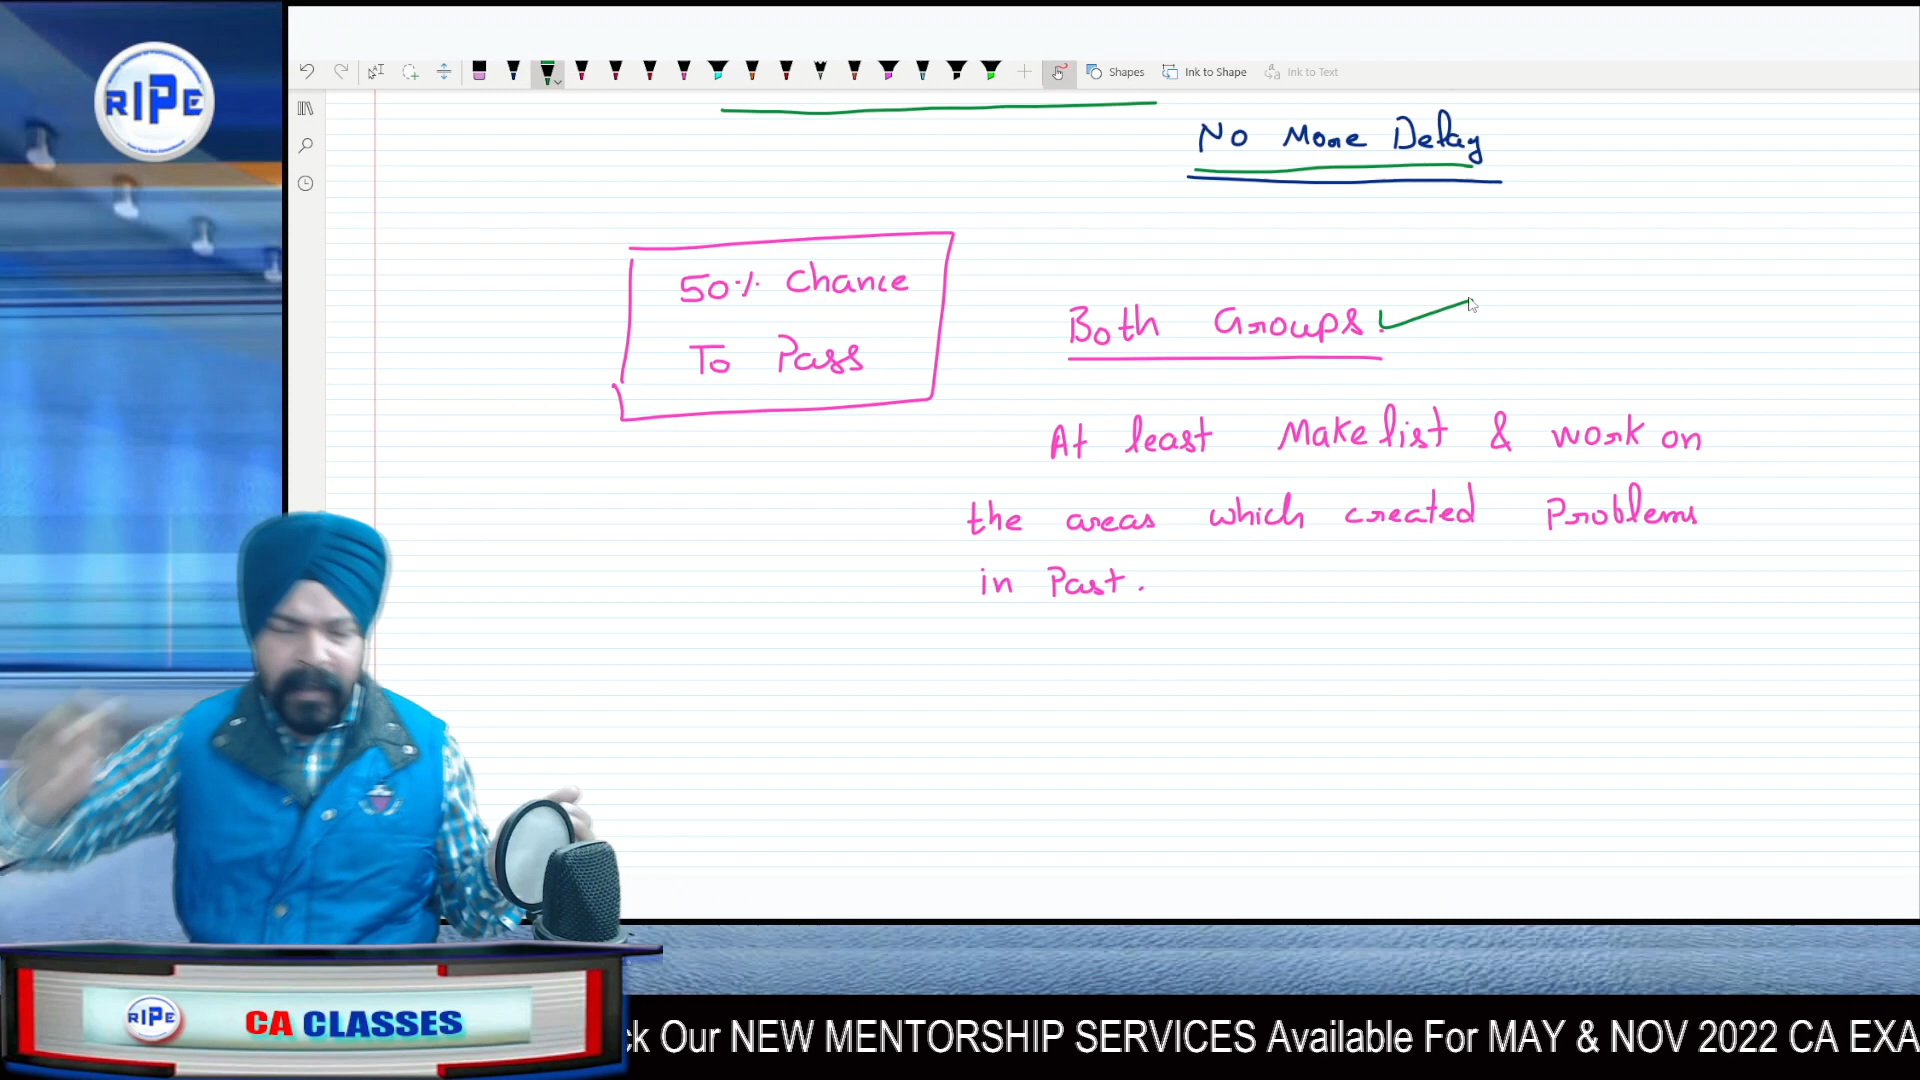 RIPE
Shapes
Ink to Shape
Ink to Text
No More Delay
50% Chance
To Pass
Both Groups.
At least Make list & work on
the areas which created Problems
in Past.
RIPE
CA CLASSES
ck Our NEW MENTORSHIP SERVICES Available For MAY & NOV 2022 CA EXA